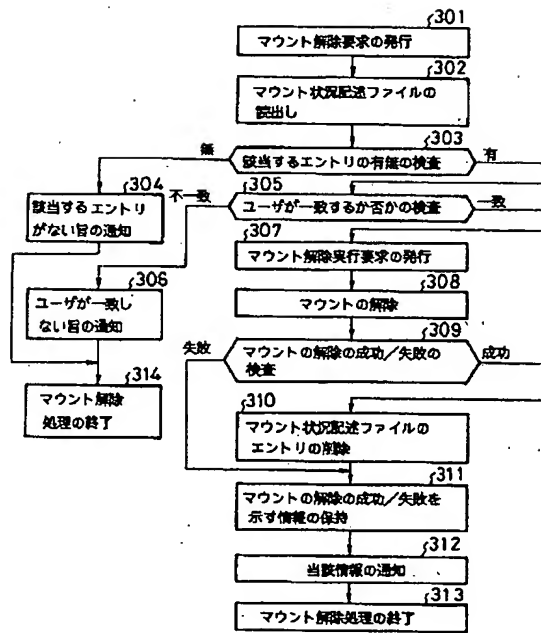 301
マウント解除要求の発行
302
マウント状況記述ファイルの
読出し
303
該当するエントリの有無の検査
無
有
304
該当するエントリ
がない旨の通知
305
ユーザが一致するか否かの検査
不一致
一致
306
ユーザが一致し
ない旨の通知
307
マウント解除実行要求の発行
308
マウントの解除
309
マウントの解除の成功/失敗の
検査
失敗
成功
314
マウント解除
処理の終了
310
マウント状況記述ファイルの
エントリの削除
311
マウントの解除の成功/失敗を
示す情報の保持
312
当該情報の通知
313
マウント解除処理の終了